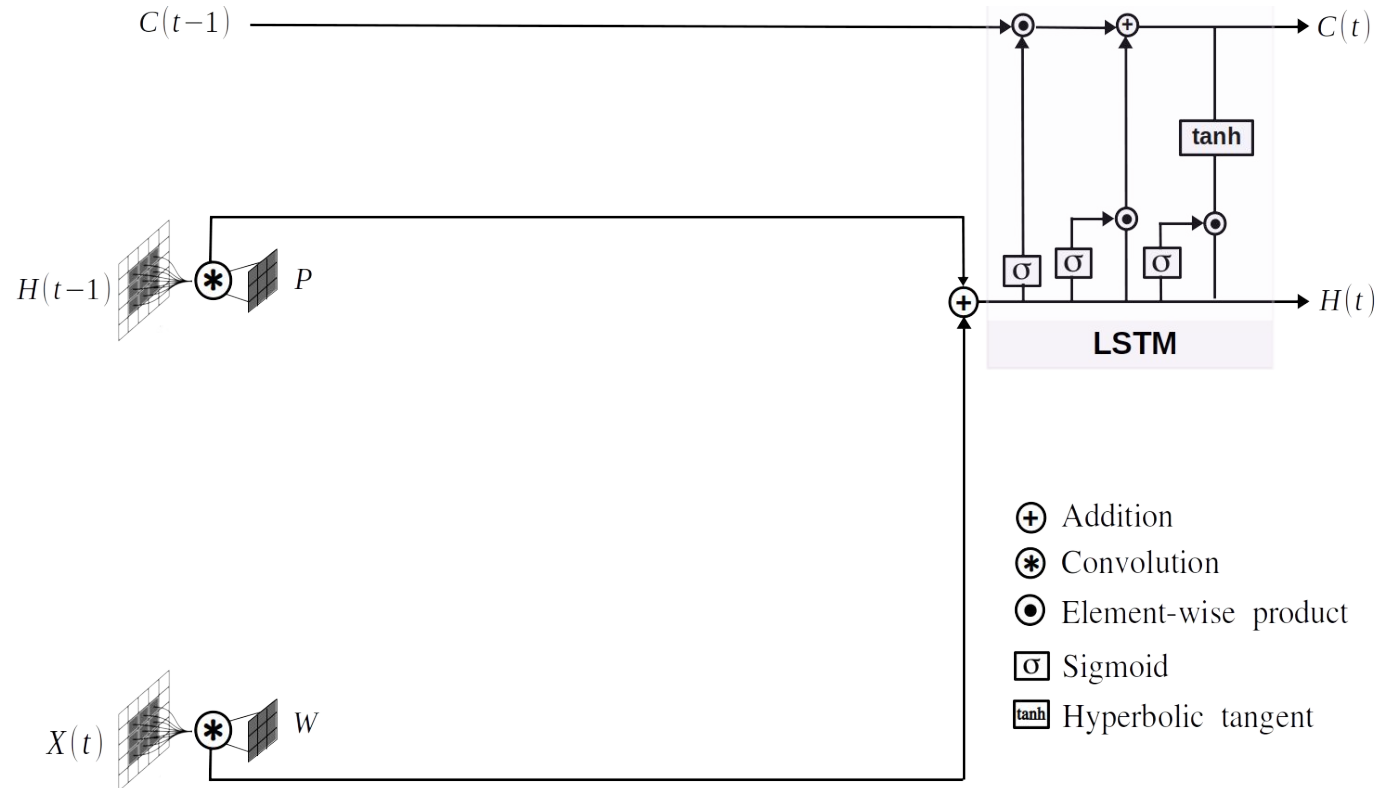 C(t−1)
C(t)
tanh
H(t−1)
P
σ
σ
σ
H(t)
LSTM
Addition
Convolution
Element-wise product
σ Sigmoid
tanh Hyperbolic tangent
X(t)
W